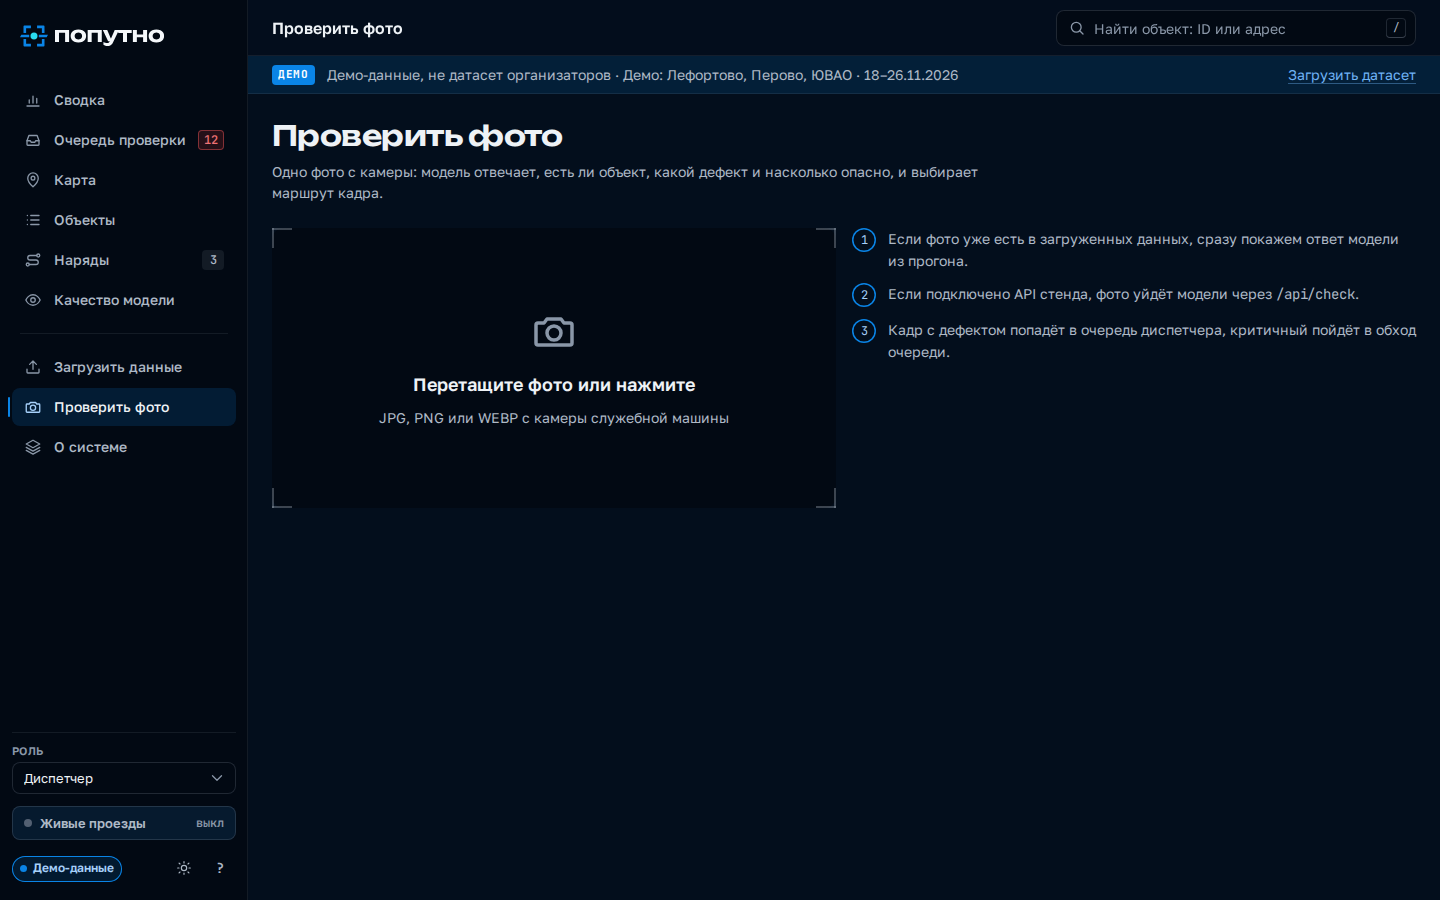 ПОПУТНО
Проверить фото
Найти объект: ID или адрес
/
ДЕМО
Демо-данные, не датасет организаторов · Демо: Лефортово, Перово, ЮВАО · 18–26.11.2026
Загрузить датасет
Сводка
Очередь проверки
12
Карта
Объекты
Наряды
3
Качество модели
Загрузить данные
Проверить фото
О системе
Проверить фото
Одно фото с камеры: модель отвечает, есть ли объект, какой дефект и насколько опасно, и выбирает
маршрут кадра.
Перетащите фото или нажмите
JPG, PNG или WEBP с камеры служебной машины
1
Если фото уже есть в загруженных данных, сразу покажем ответ модели
из прогона.
2
Если подключено API стенда, фото уйдёт модели через /api/check.
3
Кадр с дефектом попадёт в очередь диспетчера, критичный пойдёт в обход
очереди.
РОЛЬ
Диспетчер
Живые проезды
ВЫКЛ
Демо-данные
?